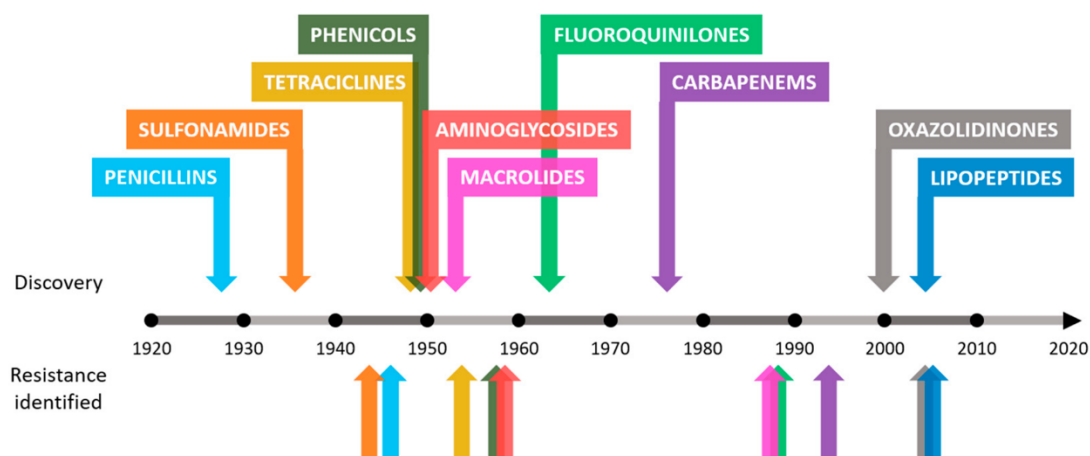 PHENICOLS
FLUOROQUINILONES
TETRACICLINES
CARBAPENEMS
SULFONAMIDES
AMINOGLYCOSIDES
OXAZOLIDINONES
PENICILLINS
MACROLIDES
LIPOPEPTIDES
Discovery
1920 1930 1940 1950 1960 1970 1980 1990 2000 2010 2020
Resistance
identified